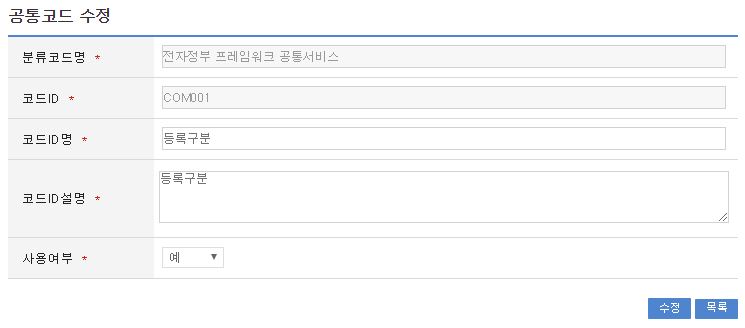 공통코드 수정
분류코드명 * 전자정부 프레임워크 공통서비스
코드ID * COM001
코드ID명 * 등록구분
코드ID설명 * 등록구분
사용여부 * 예 ▼
수정 목록